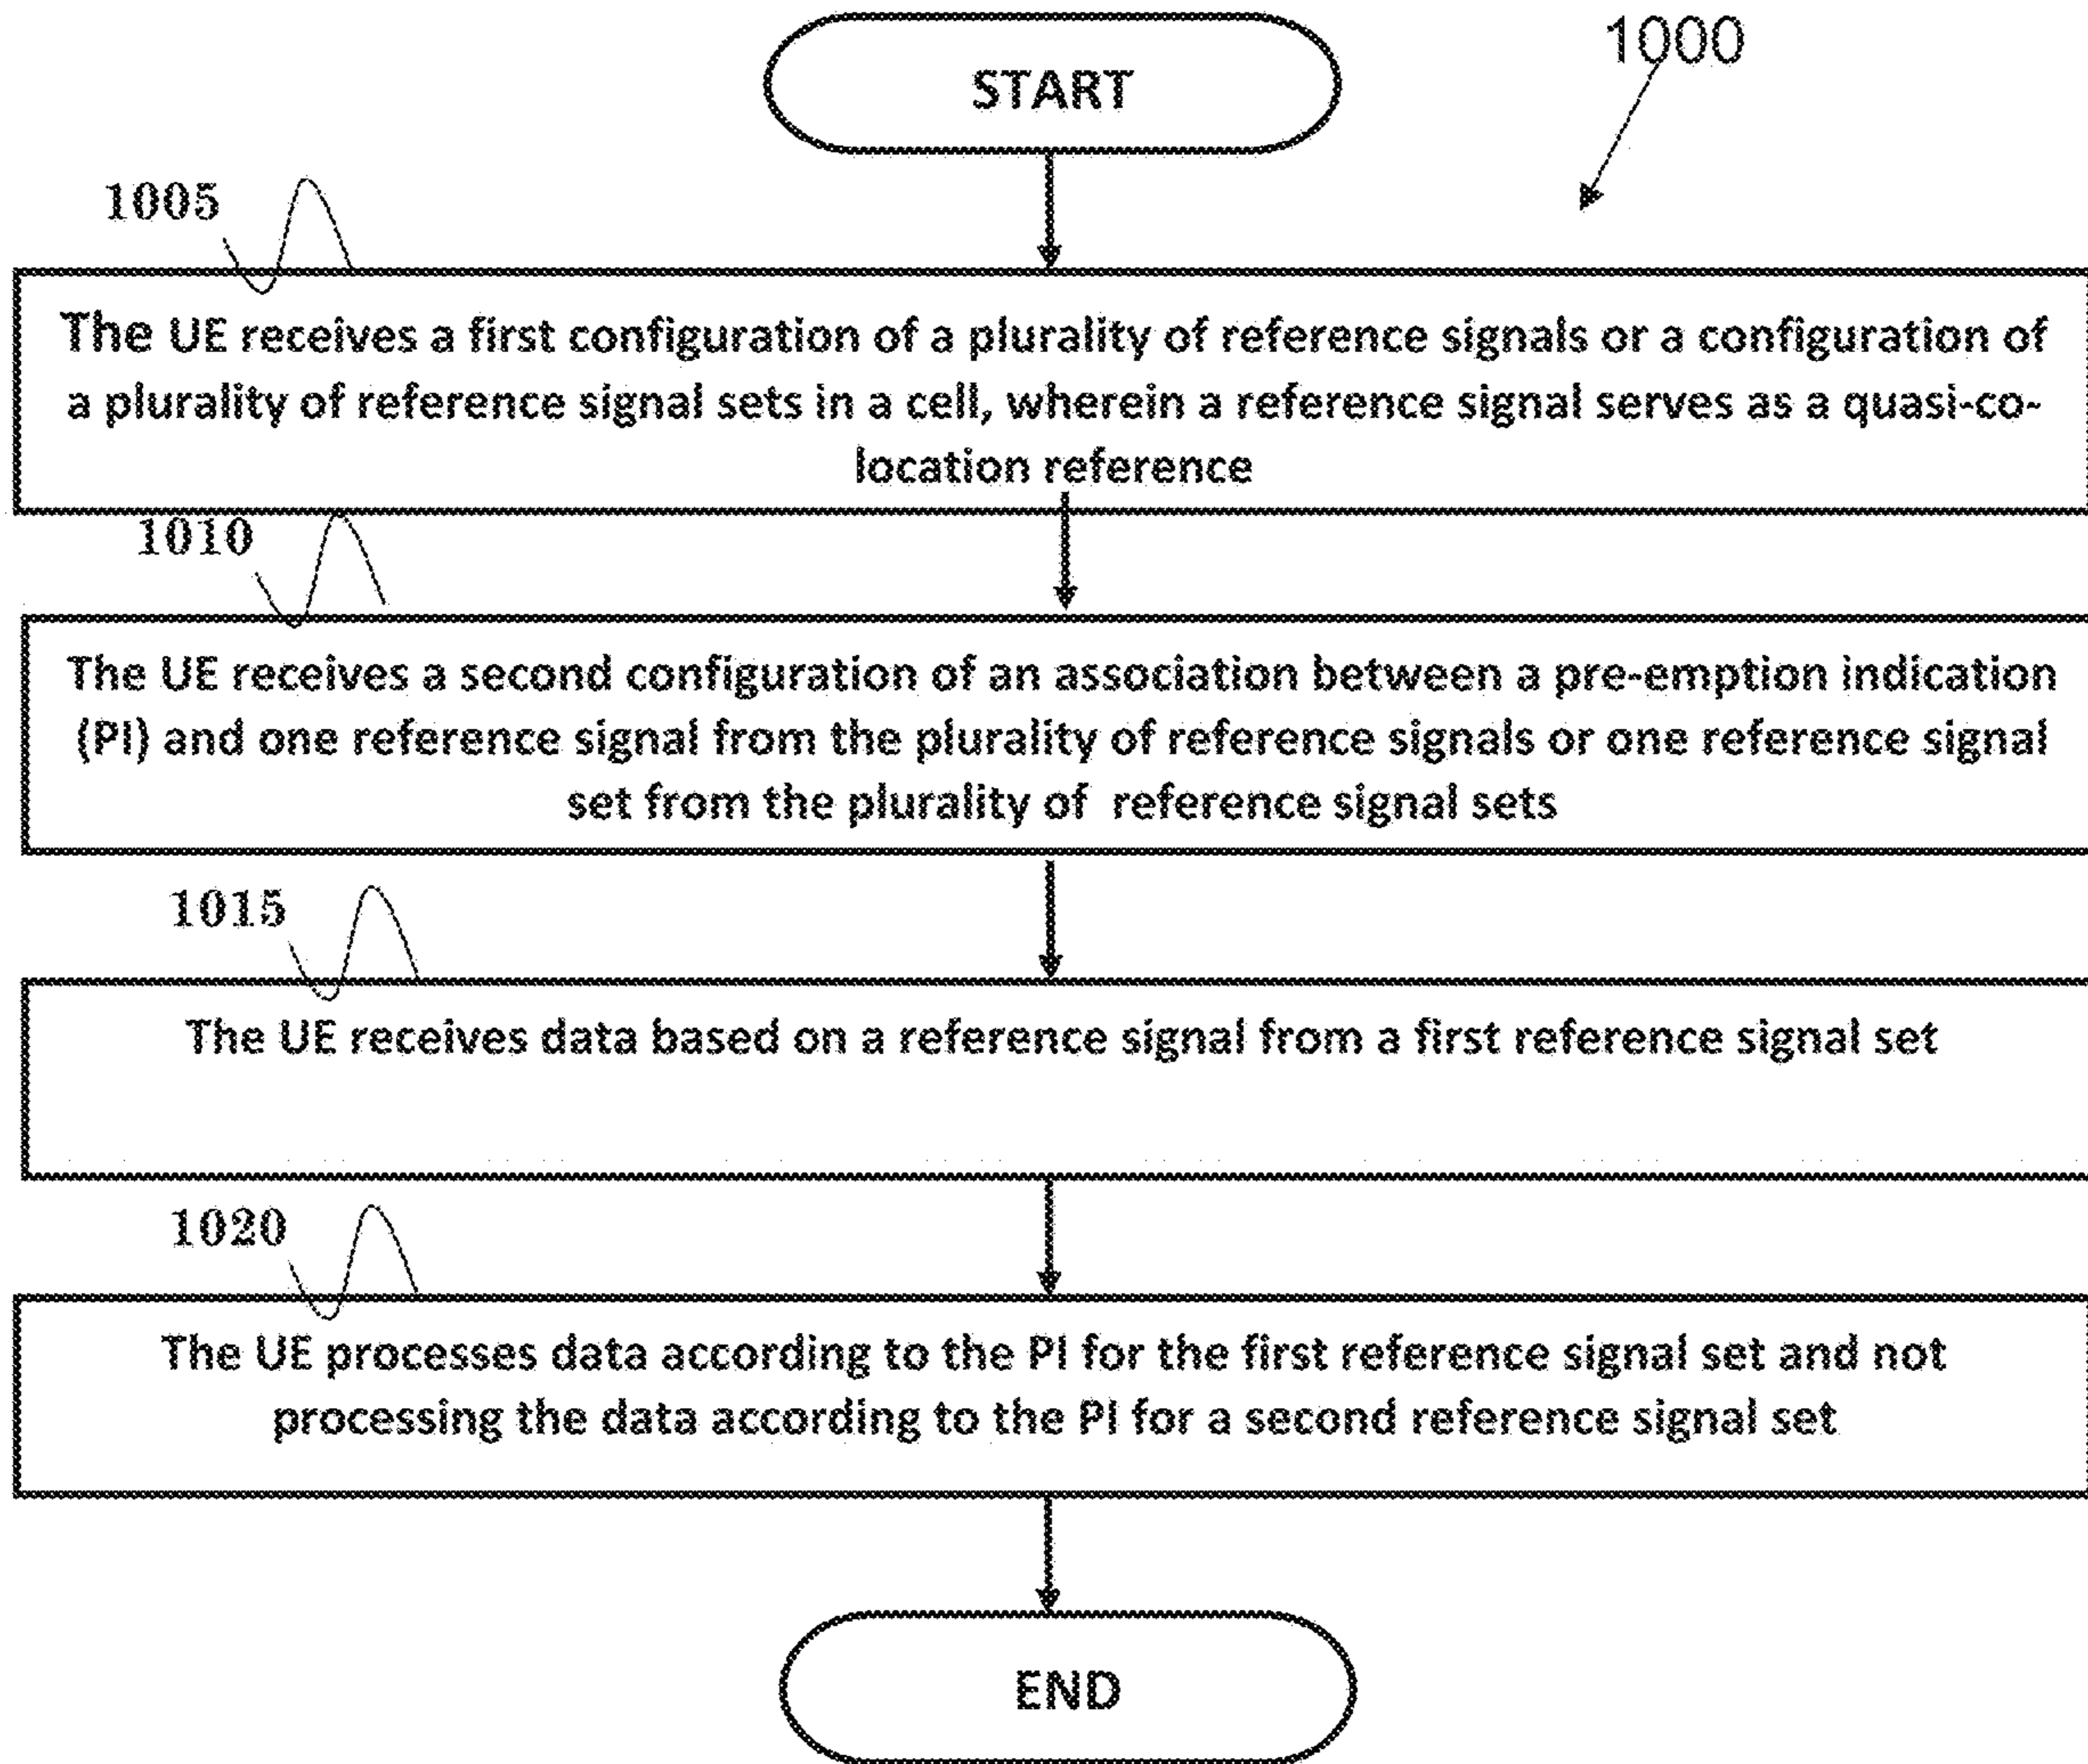 START
1000
1005
The UE receives a first configuration of a plurality of reference signals or a configuration of
a plurality of reference signal sets in a cell, wherein a reference signal serves as a quasi-co-
location reference
1010
The UE receives a second configuration of an association between a pre-emption indication
(PI) and one reference signal from the plurality of reference signals or one reference signal
set from the plurality of reference signal sets
1015
The UE receives data based on a reference signal from a first reference signal set
1020
The UE processes data according to the PI for the first reference signal set and not
processing the data according to the PI for a second reference signal set
END